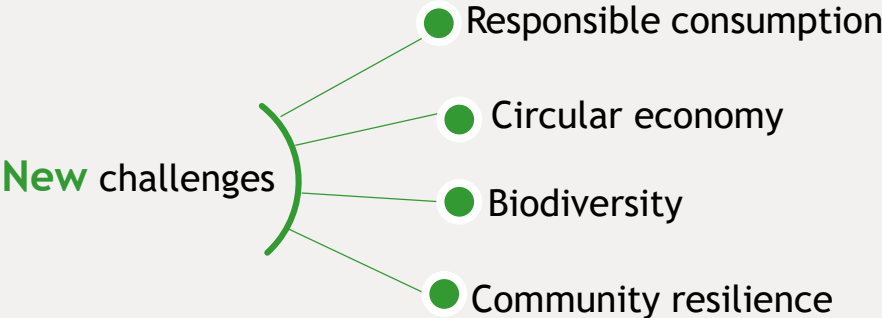 Responsible consumption
Circular economy
New challenges
Biodiversity
Community resilience